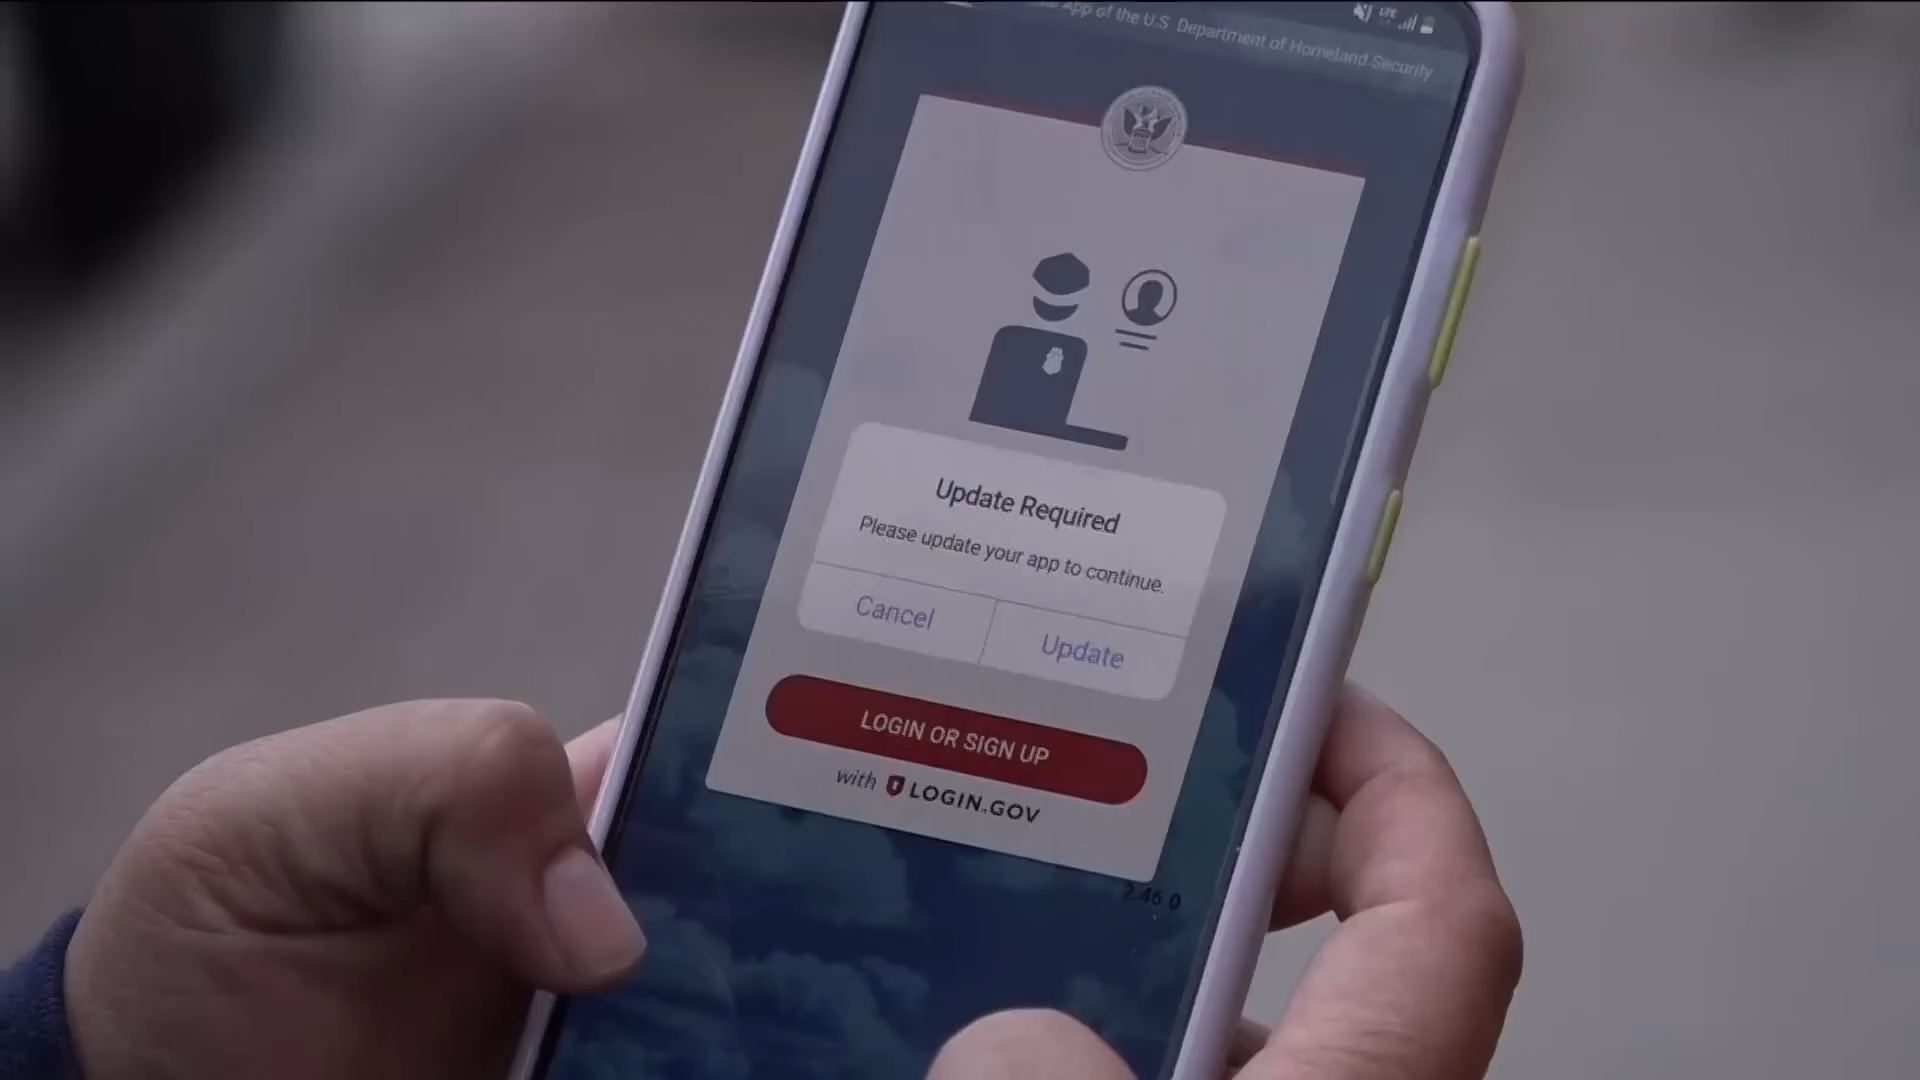 App of the U.S. Department of Homeland Security
LTE
Update Required
Please update your app to continue.
Cancel
Update
LOGIN OR SIGN UP
with LOGIN.GOV
2.46.0